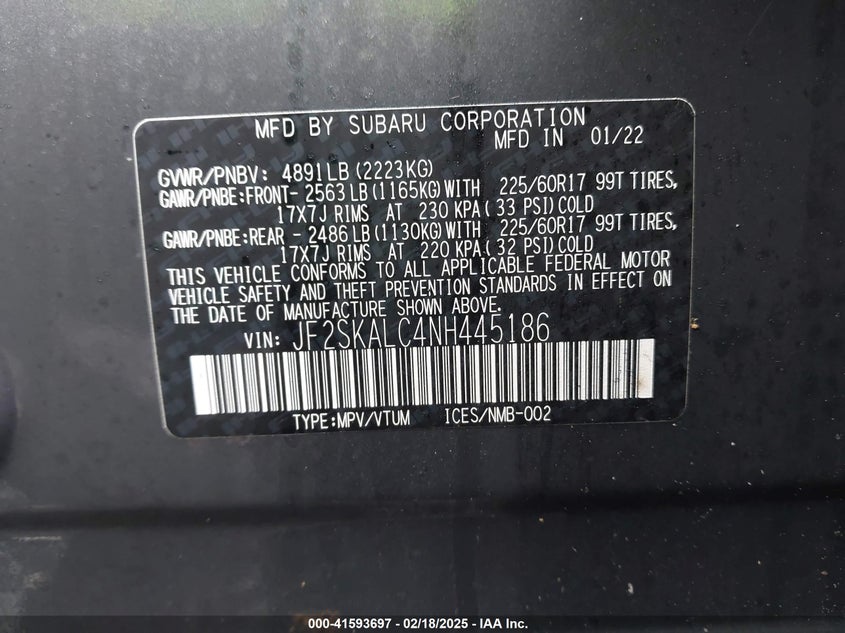 MFD BY SUBARU CORPORATION
MFD IN 01/22
GVWR/PNBV: 4891LB (2223KG)
GAWR/PNBE:FRONT- 2563LB(1165KG)WITH 225/60R17 99T TIRES,
17X7J RIMS AT 230 KPA( 33 PSI)COLD
GAWR/PNBE:REAR - 2486LB(1130KG)WITH 225/60R17 99T TIRES,
17X7J RIMS AT 220 KPA( 32 PSI)COLD
THIS VEHICLE CONFORMS TO ALL APPLICABLE FEDERAL MOTOR
VEHICLE SAFETY AND THEFT PREVENTION STANDARDS IN EFFECT ON
THE DATE OF MANUFACTURE SHOWN ABOVE.
VIN: JF2SKALC4NH445186
TYPE:MPV/VTUM ICES/NMB-002
000-41593697 - 02/18/2025 - IAA Inc.